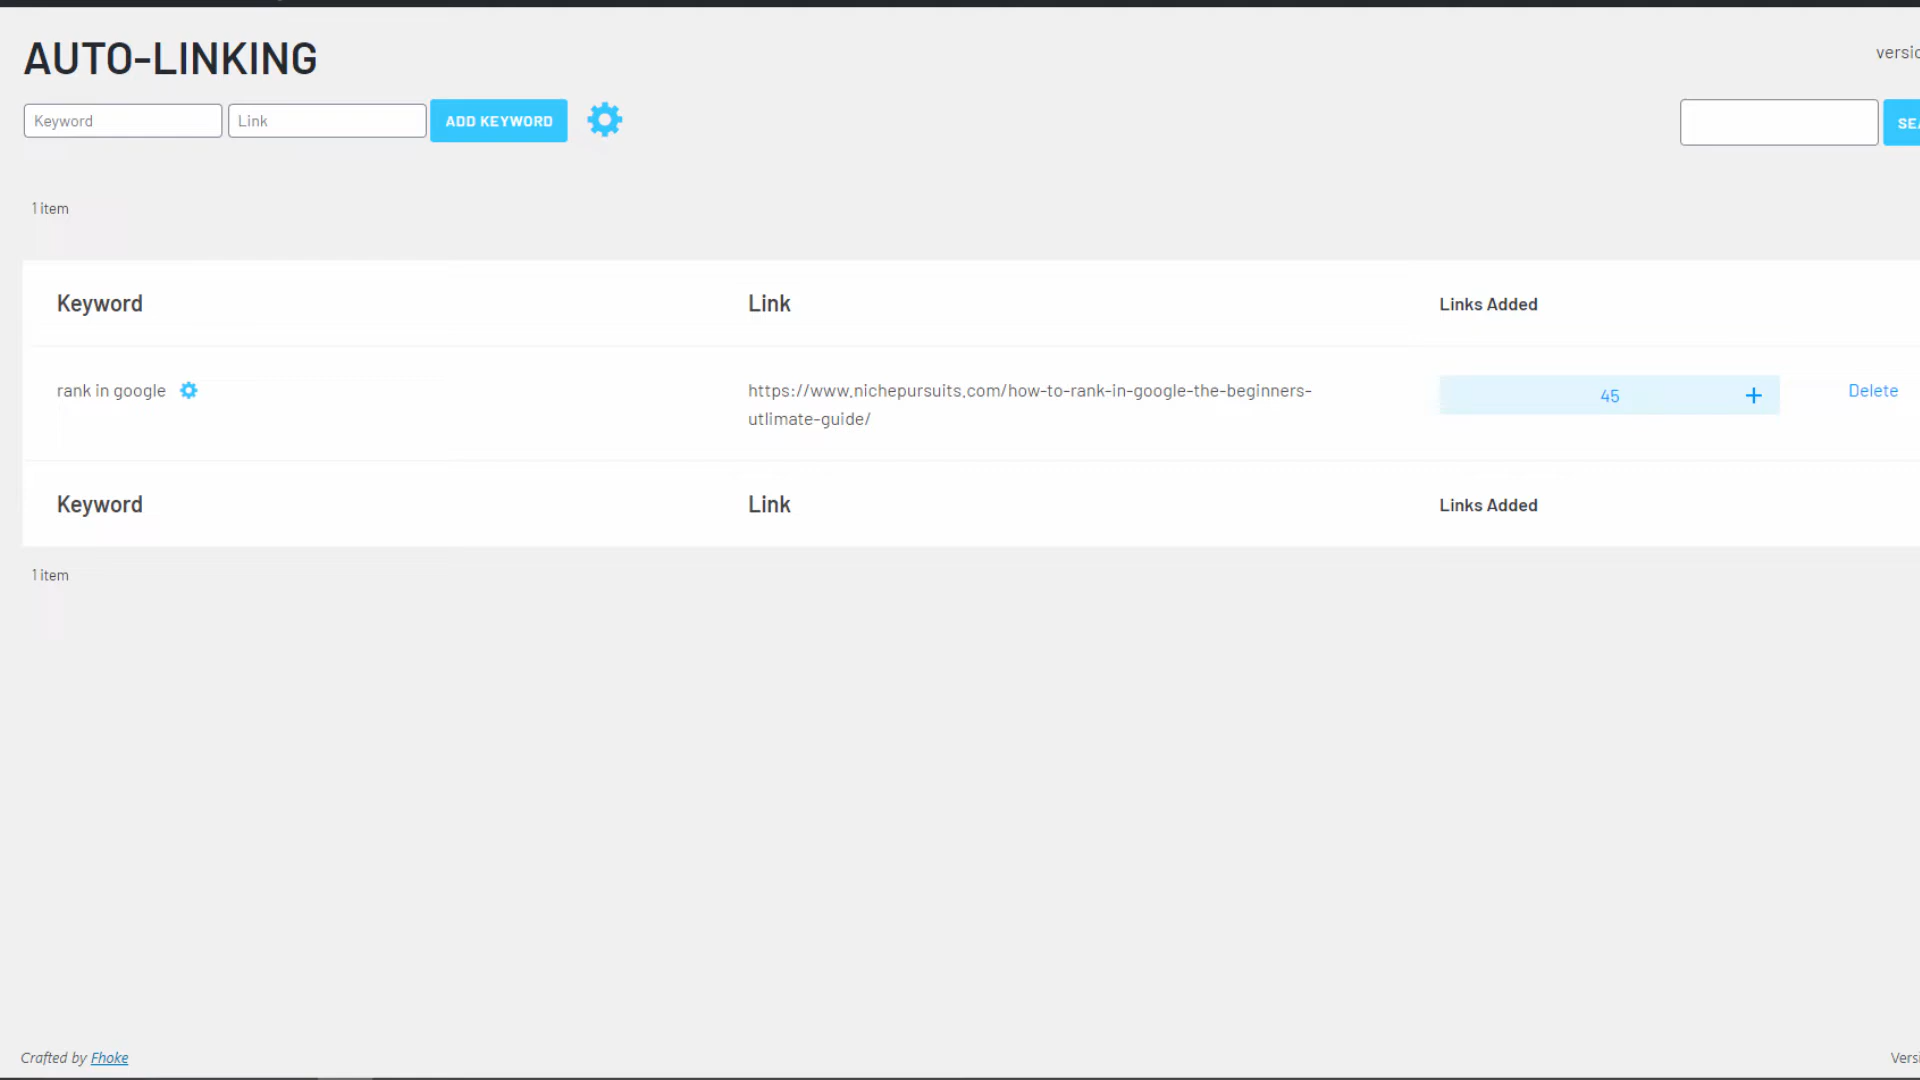 AUTO-LINKING
Keyword
Link
ADD KEYWORD
1 item
Keyword
Link
Links Added
rank in google
https://www.nichepursuits.com/how-to-rank-in-google-the-beginners-
utlimate-guide/
45
+
Delete
Keyword
Link
Links Added
1 item
Crafted by Fhoke